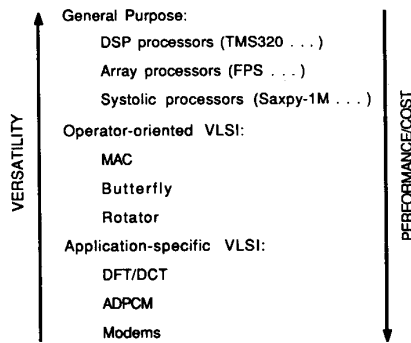 General Purpose:
DSP processors (TMS320 . . . )
Array processors (FPS . . . )
Systolic processors (Saxpy-1M . . . )
Operator-oriented VLSI:
MAC
Butterfly
Rotator
Application-specific VLSI:
DFT/DCT
ADPCM
Modems
VERSATILITY
PERFORMANCE/COST